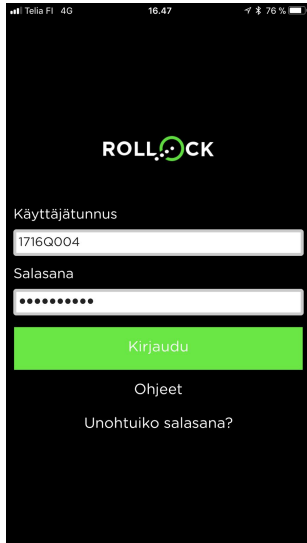 Telia FI 4G 16.47 76 %
ROLLOCK
Käyttäjätunnus
1716Q004
Salasana
••••••••••
Kirjaudu
Ohjeet
Unohtuiko salasana?